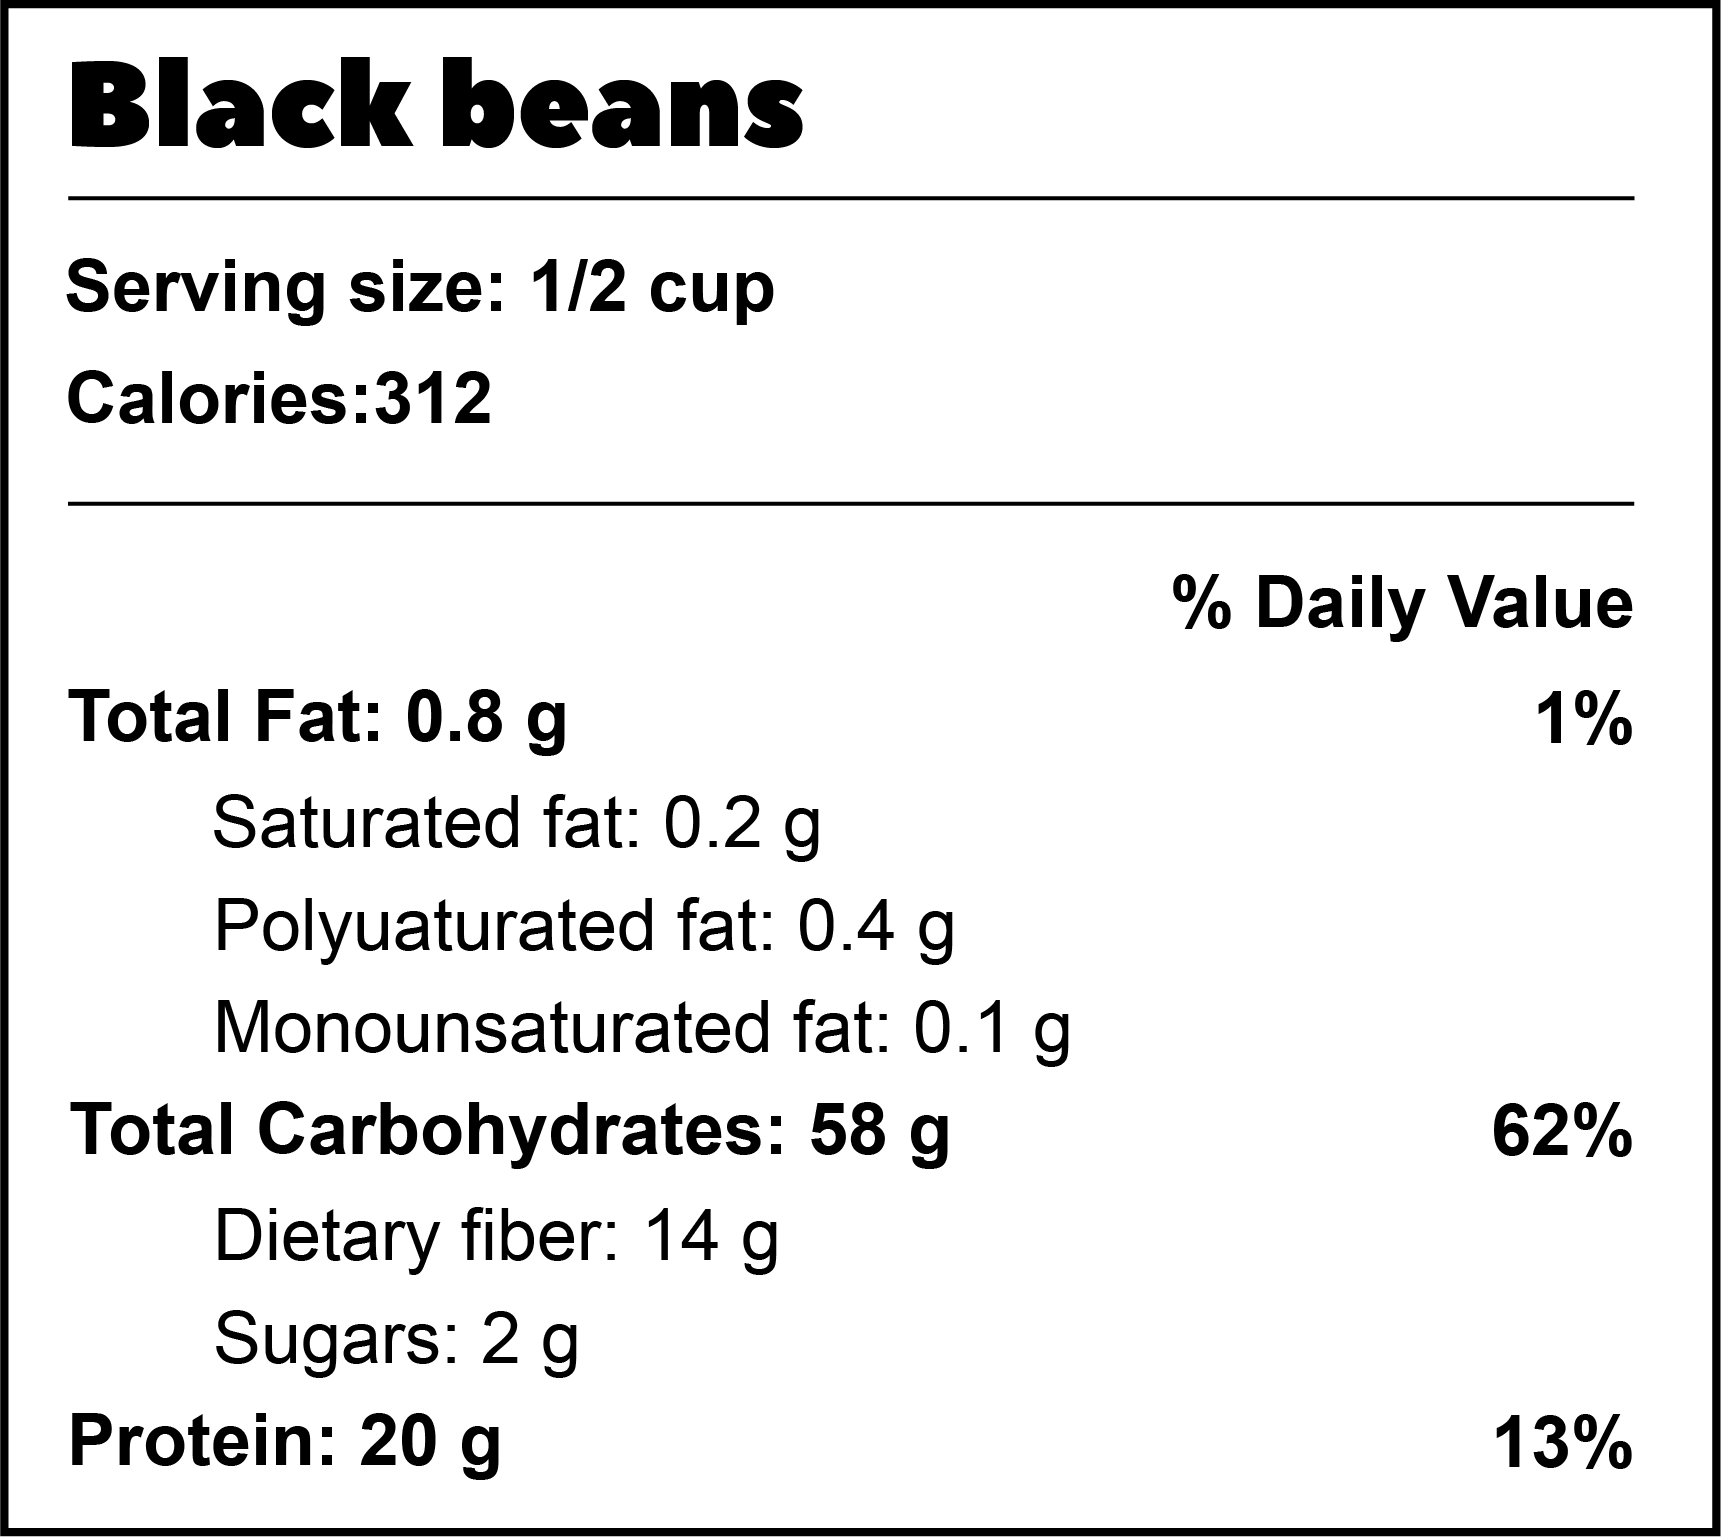 Black beans
Serving size: 1/2 cup
Calories:312
% Daily Value
Total Fat: 0.8 g 1%
Saturated fat: 0.2 g
Polyuaturated fat: 0.4 g
Monounsaturated fat: 0.1 g
Total Carbohydrates: 58 g 62%
Dietary fiber: 14 g
Sugars: 2 g
Protein: 20 g 13%